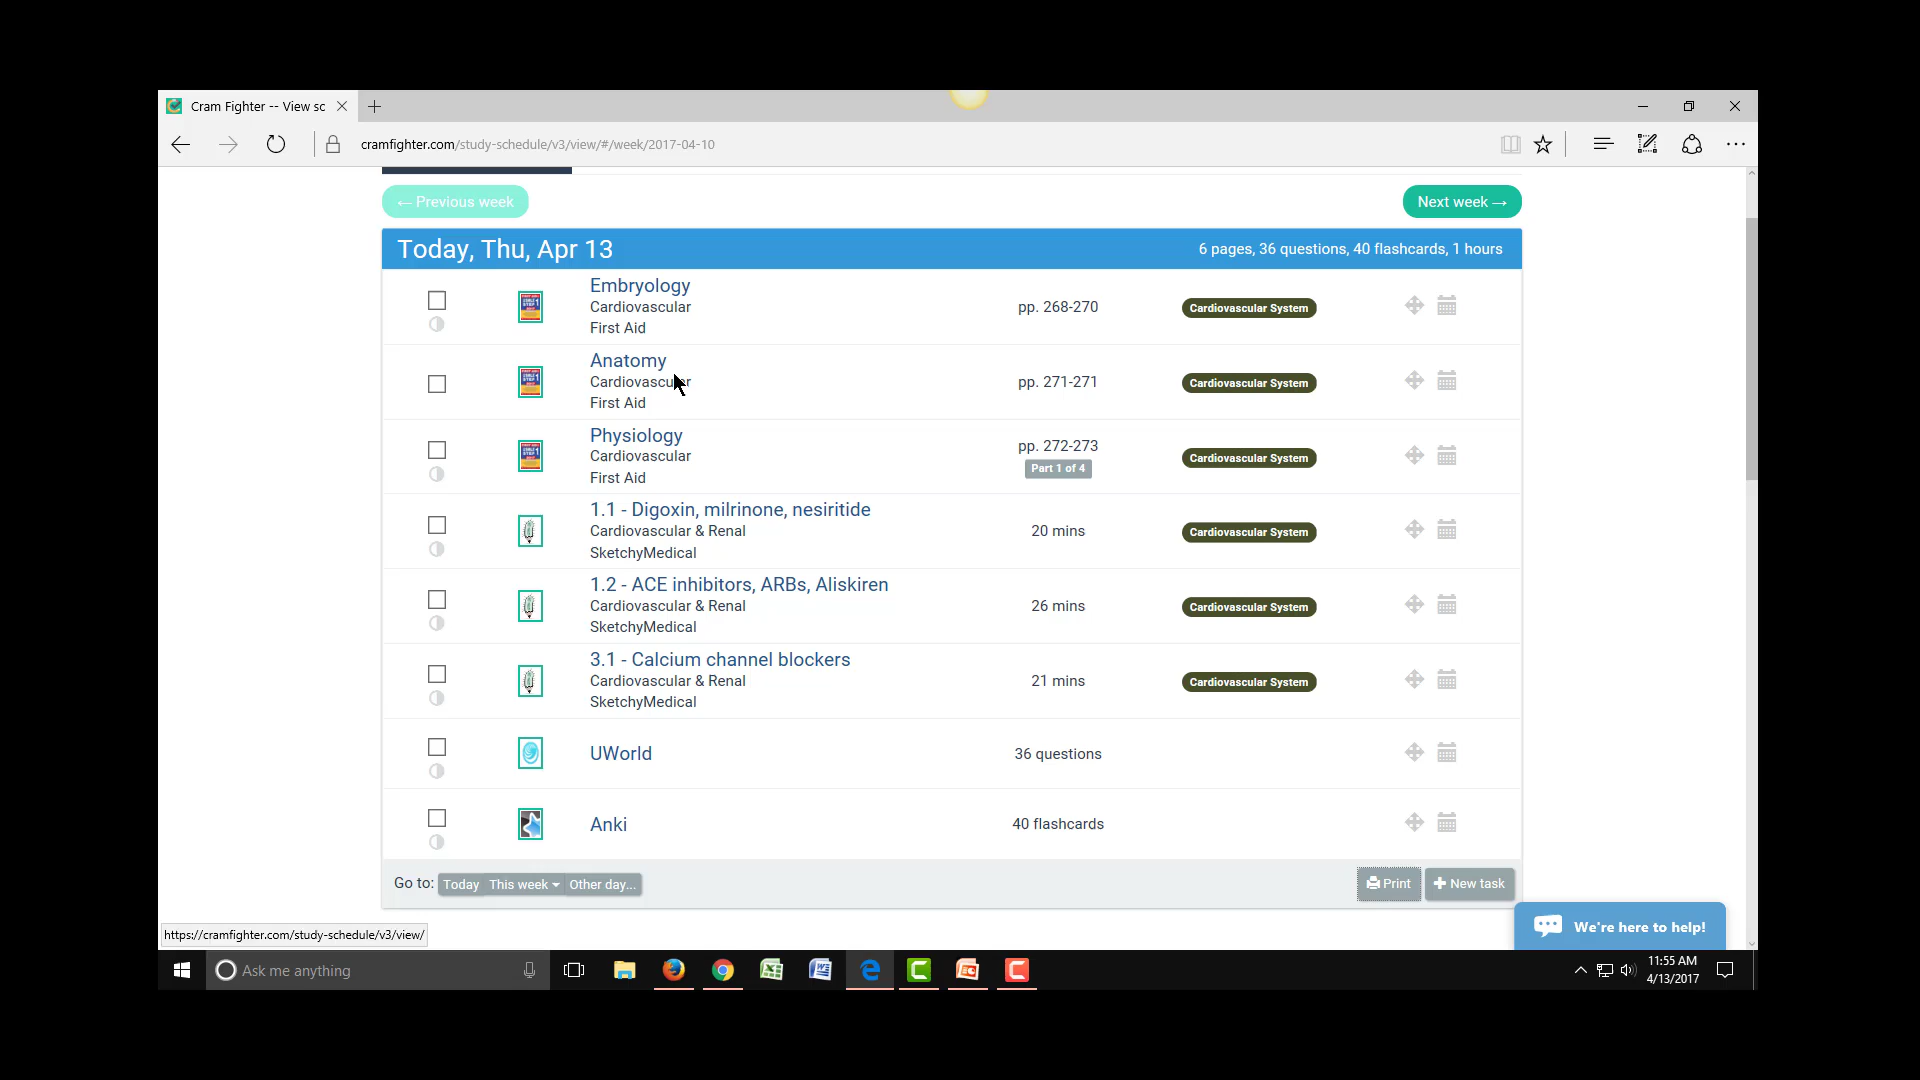 Cram Fighter -- View sc
cramfighter.com/study-schedule/v3/view/#/week/2017-04-10
← Previous week
Next week →
Today, Thu, Apr 13
6 pages, 36 questions, 40 flashcards, 1 hours
Embryology
Cardiovascular
First Aid
pp. 268-270
Cardiovascular System
Anatomy
Cardiovascular
First Aid
pp. 271-271
Cardiovascular System
Physiology
Cardiovascular
First Aid
pp. 272-273
Part 1 of 4
Cardiovascular System
1.1 - Digoxin, milrinone, nesiritide
Cardiovascular & Renal
SketchyMedical
20 mins
Cardiovascular System
1.2 - ACE inhibitors, ARBs, Aliskiren
Cardiovascular & Renal
SketchyMedical
26 mins
Cardiovascular System
3.1 - Calcium channel blockers
Cardiovascular & Renal
SketchyMedical
21 mins
Cardiovascular System
UWorld
36 questions
Anki
40 flashcards
Go to: Today This week Other day...
Print
New task
We're here to help!
https://cramfighter.com/study-schedule/v3/view/
Ask me anything
11:55 AM
4/13/2017